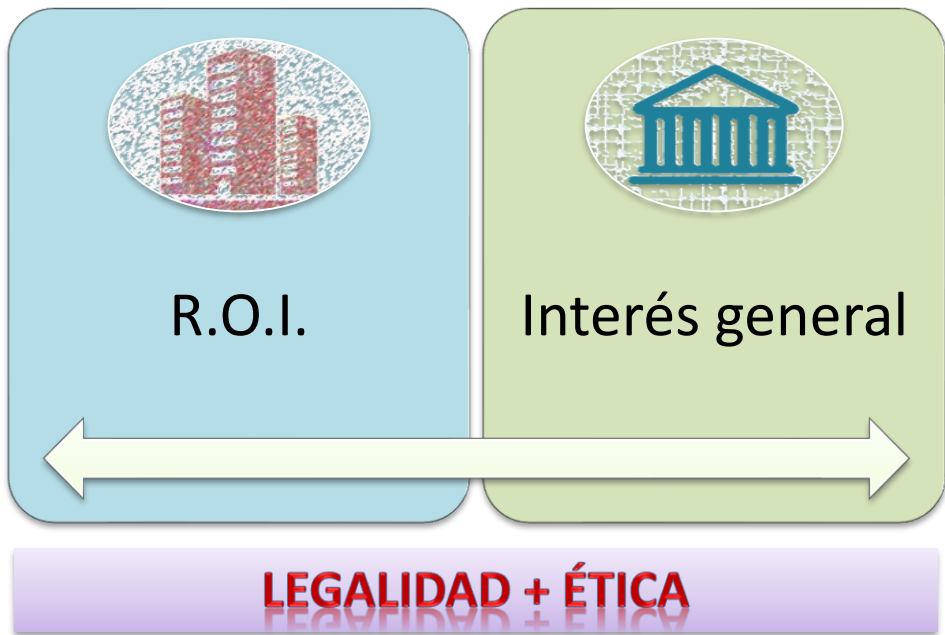 R.O.I.
Interés general
LEGALIDAD + ÉTICA